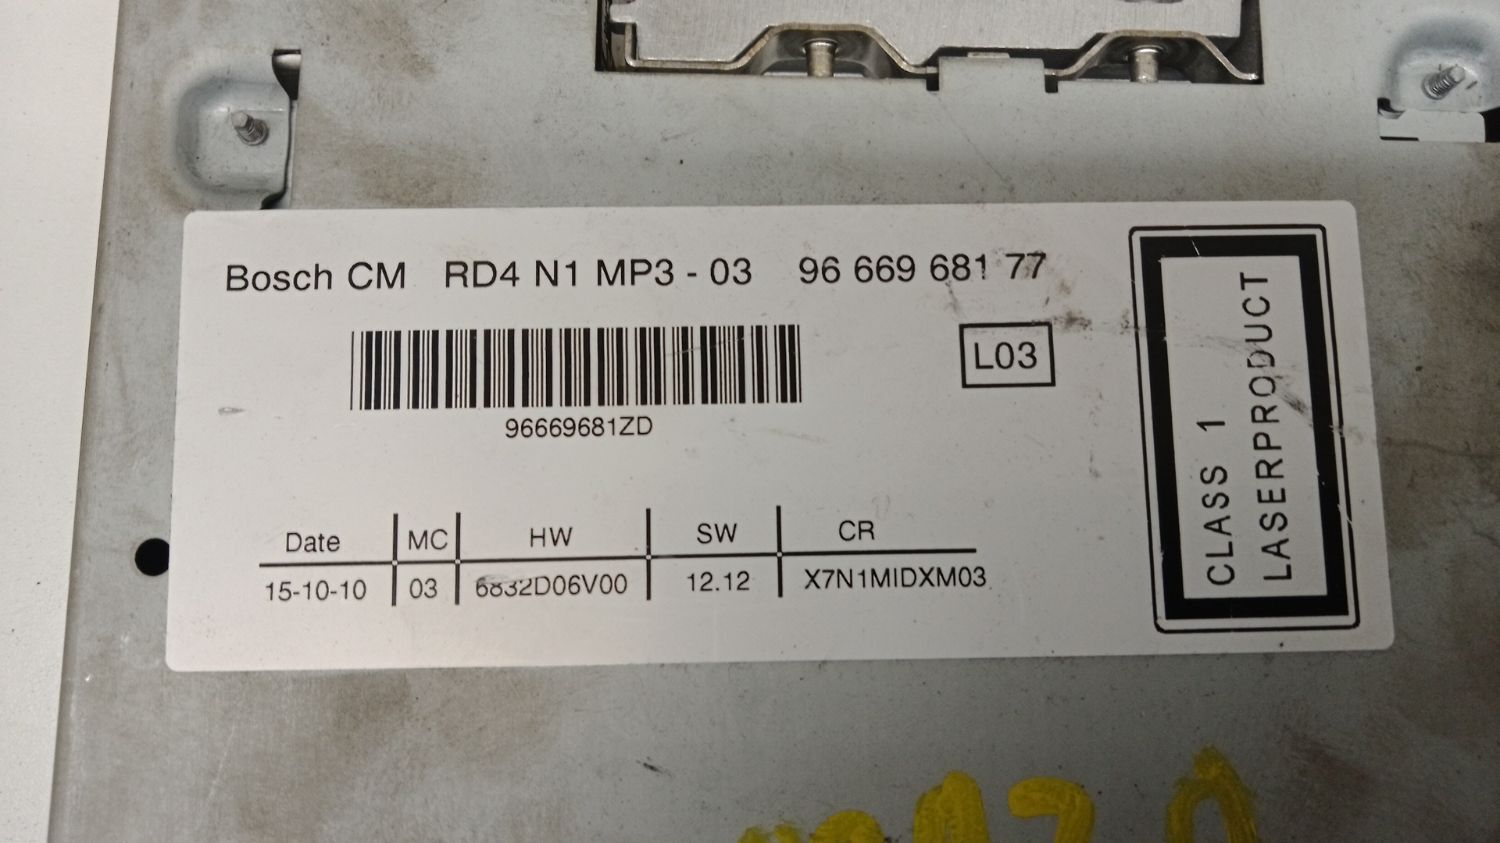 Bosch CM RD4 N1 MP3 - 03 96 669 681 77
L03
96669681ZD
Date MC HW SW CR
15-10-10 03 6832D06V00 12.12 X7N1MIDXM03
CLASS 1
LASERPRODUCT